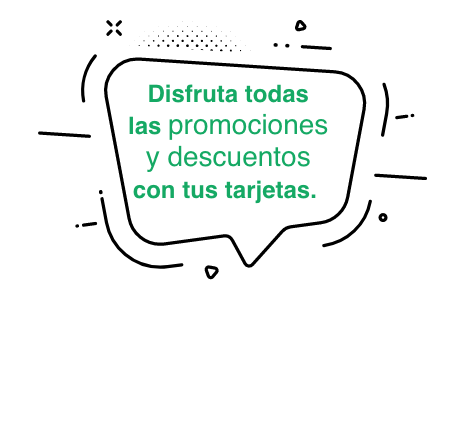 Disfruta todas
las promociones
y descuentos
con tus tarjetas.